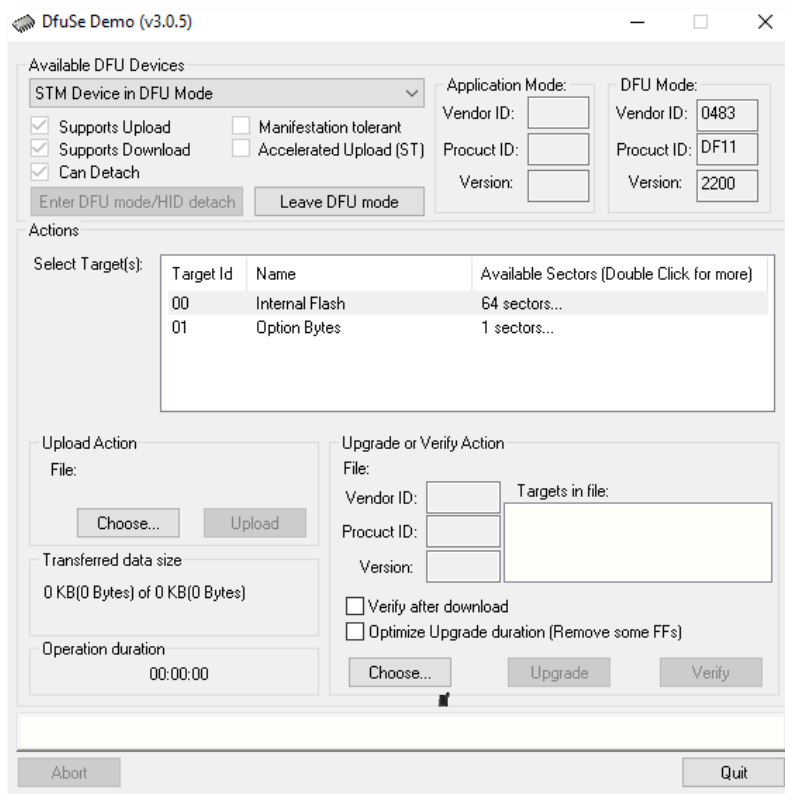 DfuSe Demo (v3.0.5)
Available DFU Devices
STM Device in DFU Mode
Supports Upload
Manifestation tolerant
Supports Download
Accelerated Upload (ST)
Can Detach
Enter DFU mode/HID detach
Leave DFU mode
Application Mode:
Vendor ID:
Procuct ID:
Version:
DFU Mode:
Vendor ID: 0483
Procuct ID: DF11
Version: 2200
Actions
Select Target(s):
Target Id Name Available Sectors (Double Click for more)
00 Internal Flash 64 sectors...
01 Option Bytes 1 sectors...
Upload Action
File:
Choose... Upload
Transferred data size
0 KB(0 Bytes) of 0 KB(0 Bytes)
Operation duration
00:00:00
Upgrade or Verify Action
File:
Vendor ID:
Procuct ID:
Version:
Targets in file:
Verify after download
Optimize Upgrade duration (Remove some FFs)
Choose... Upgrade Verify
Abort Quit